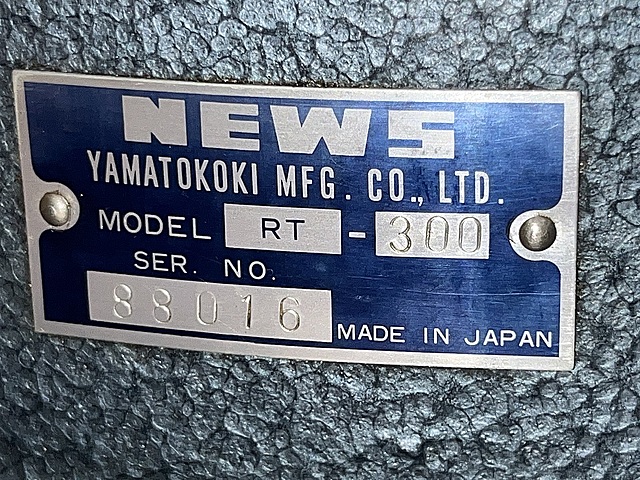 NEWS
YAMATOKOKI MFG. CO., LTD.
MODEL RT - 300
SER. NO.
88016
MADE IN JAPAN